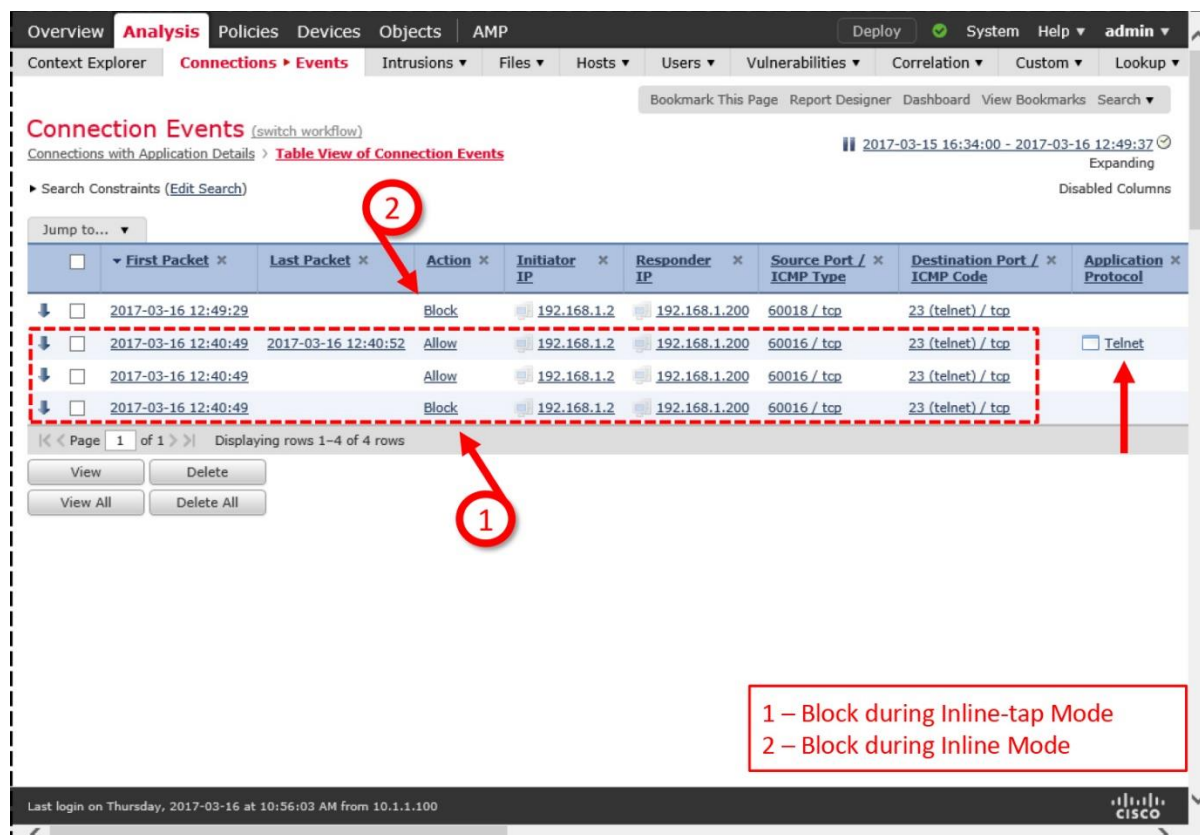 Overview Analysis Policies Devices Objects AMP Deploy System Help ▾ admin ▾
Context Explorer Connections ▸ Events Intrusions ▾ Files ▾ Hosts ▾ Users ▾ Vulnerabilities ▾ Correlation ▾ Custom ▾ Lookup ▾
Bookmark This Page Report Designer Dashboard View Bookmarks Search ▾
Connection Events (switch workflow)
2017-03-15 16:34:00 - 2017-03-16 12:49:37
Connections with Application Details > Table View of Connection Events
Expanding
▸ Search Constraints (Edit Search) Disabled Columns
2
Jump to... ▾
▾ First Packet × Last Packet × Action × Initiator IP × Responder IP × Source Port / ICMP Type × Destination Port / ICMP Code × Application Protocol ×
2017-03-16 12:49:29 Block 192.168.1.2 192.168.1.200 60018 / tcp 23 (telnet) / tcp
2017-03-16 12:40:49 2017-03-16 12:40:52 Allow 192.168.1.2 192.168.1.200 60016 / tcp 23 (telnet) / tcp Telnet
2017-03-16 12:40:49 Allow 192.168.1.2 192.168.1.200 60016 / tcp 23 (telnet) / tcp
2017-03-16 12:40:49 Block 192.168.1.2 192.168.1.200 60016 / tcp 23 (telnet) / tcp
|< < Page 1 of 1 > >| Displaying rows 1–4 of 4 rows
View Delete
View All Delete All
1
1 – Block during Inline-tap Mode
2 – Block during Inline Mode
Last login on Thursday, 2017-03-16 at 10:56:03 AM from 10.1.1.100
CISCO